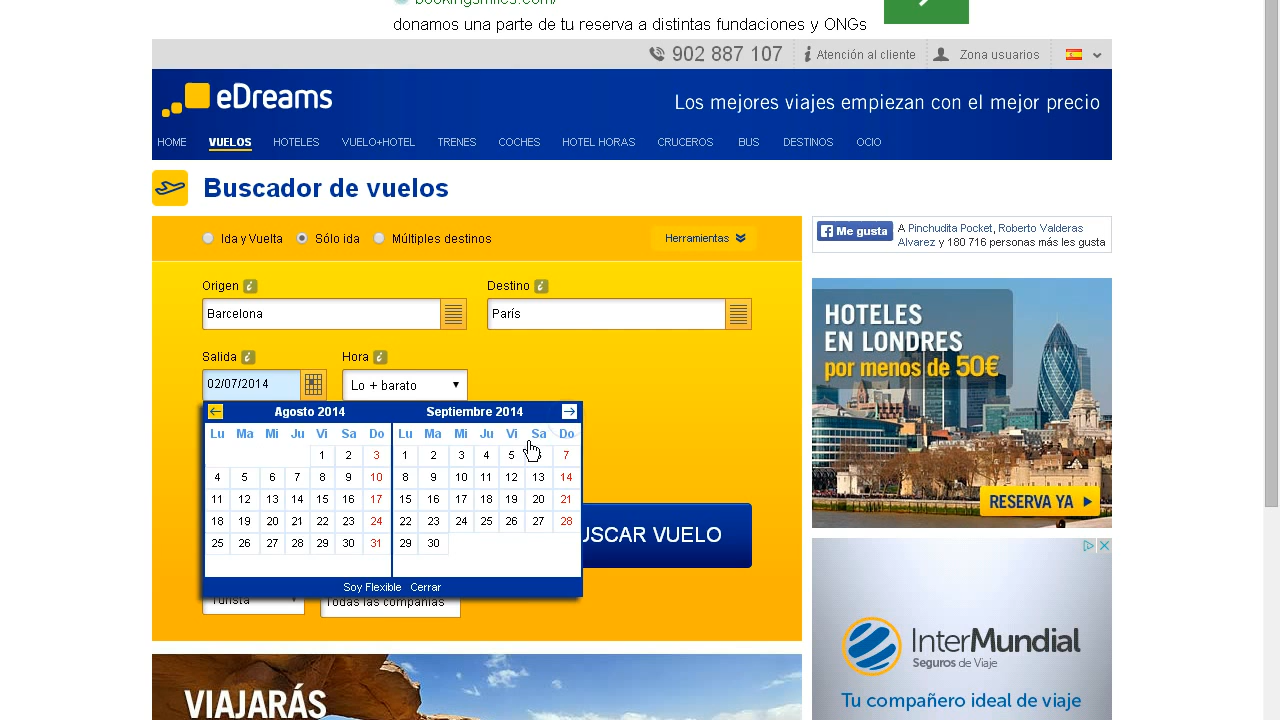 bookingsmiles.com/
donamos una parte de tu reserva a distintas fundaciones y ONGs
902 887 107 Atención al cliente Zona usuarios
eDreams
Los mejores viajes empiezan con el mejor precio
HOME VUELOS HOTELES VUELO+HOTEL TRENES COCHES HOTEL HORAS CRUCEROS BUS DESTINOS OCIO
Buscador de vuelos
Ida y Vuelta Sólo ida Múltiples destinos Herramientas
Origen Destino
Barcelona París
Salida Hora
02/07/2014 Lo + barato
Agosto 2014 Septiembre 2014
Lu Ma Mi Ju Vi Sa Do Lu Ma Mi Ju Vi Sa Do
1 2 3 1 2 3 4 5 7
4 5 6 7 8 9 10 8 9 10 11 12 13 14
11 12 13 14 15 16 17 15 16 17 18 19 20 21
18 19 20 21 22 23 24 22 23 24 25 26 27 28
25 26 27 28 29 30 31 29 30
Soy Flexible Cerrar
USCAR VUELO
Turista Todas las compañías
VIAJARÁS
Me gusta
A Pinchudita Pocket, Roberto Valderas
Alvarez y 180 716 personas más les gusta
HOTELES
EN LONDRES
por menos de 50€
RESERVA YA
InterMundial
Seguros de Viaje
Tu compañero ideal de viaje